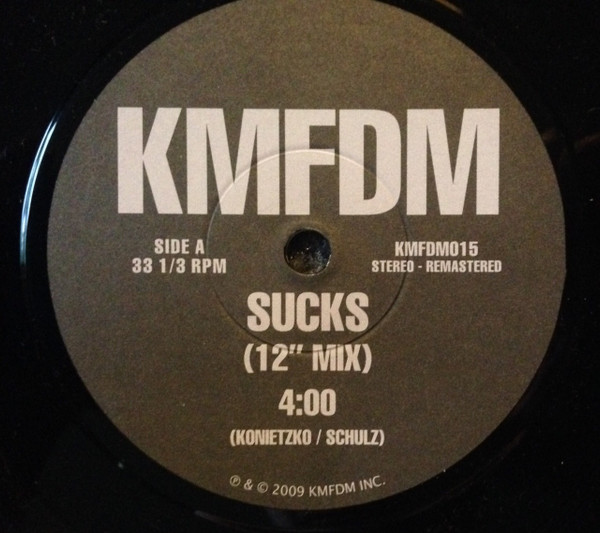 KMFDM
SIDE A
33 1/3 RPM
KMFDM015
STEREO - REMASTERED
SUCKS
(12" MIX)
4:00
(KONIETZKO / SCHULZ)
℗ & © 2009 KMFDM INC.